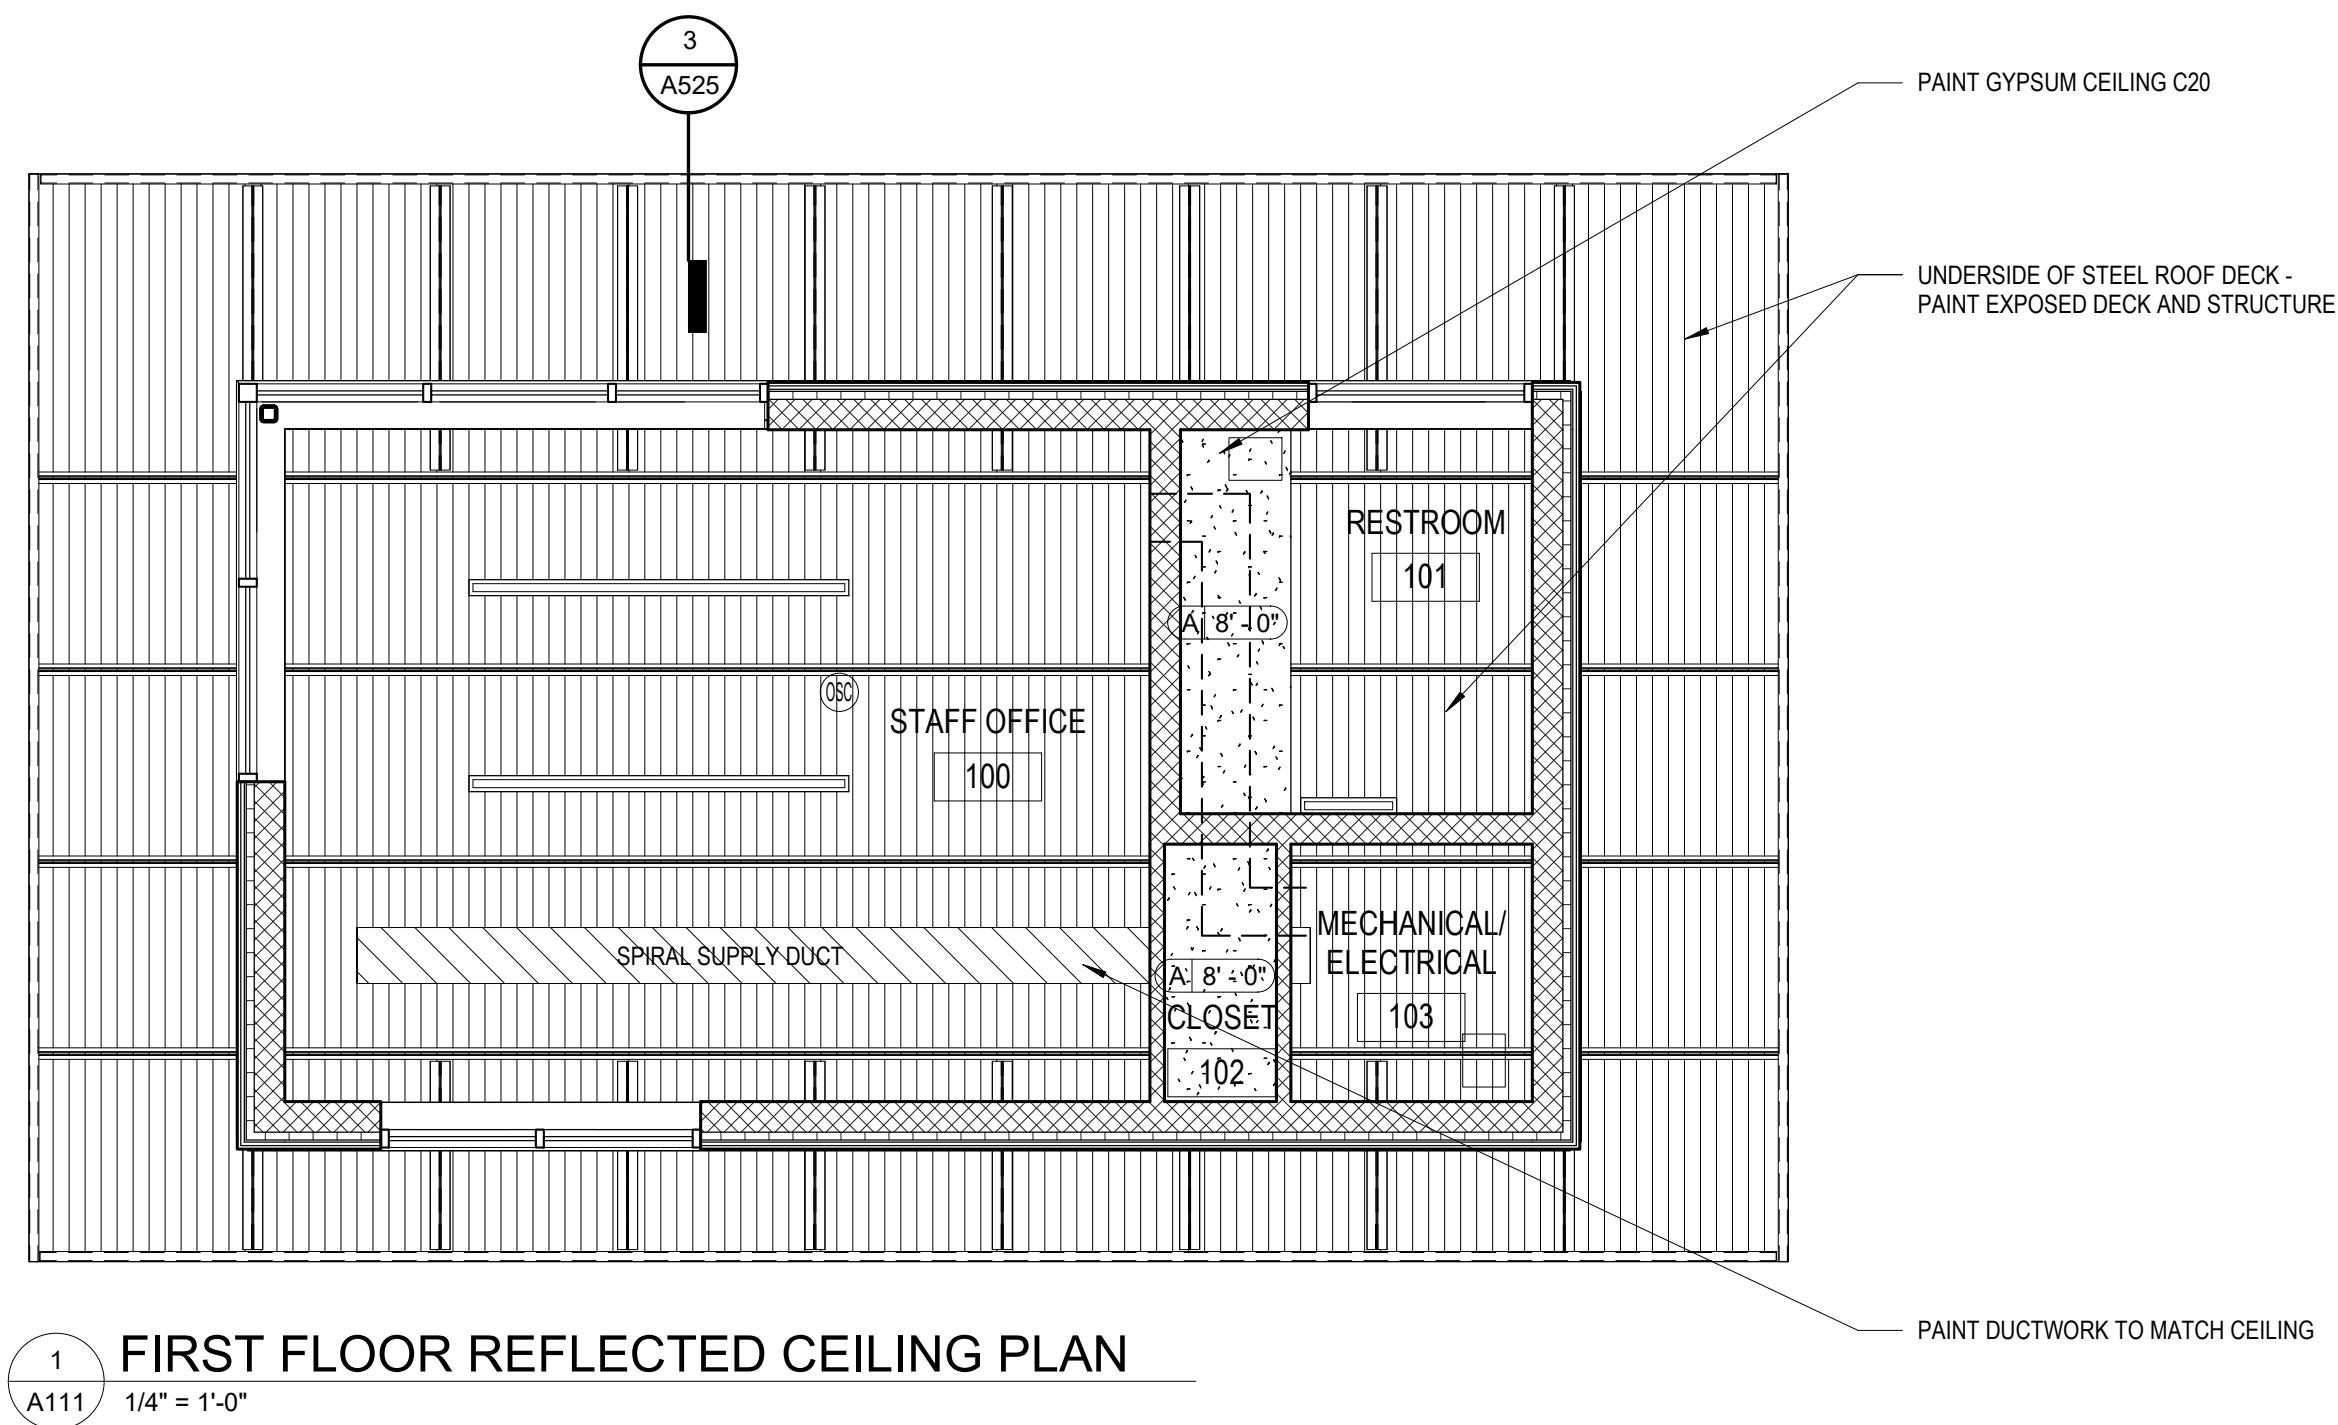 3
A525
PAINT GYPSUM CEILING C20
UNDERSIDE OF STEEL ROOF DECK -
PAINT EXPOSED DECK AND STRUCTURE
RESTROOM
101
A 8' - 0"
OSC
STAFF OFFICE
100
SPIRAL SUPPLY DUCT
MECHANICAL/
ELECTRICAL
103
A 8' - 0"
CLOSET
102
PAINT DUCTWORK TO MATCH CEILING
1
A111
FIRST FLOOR REFLECTED CEILING PLAN
1/4" = 1'-0"